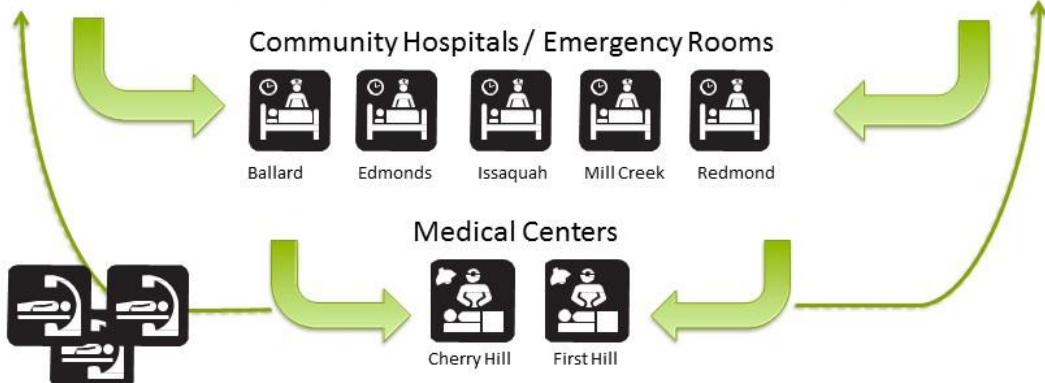 Community Hospitals / Emergency Rooms
Ballard Edmonds Issaquah Mill Creek Redmond
Medical Centers
Cherry Hill First Hill